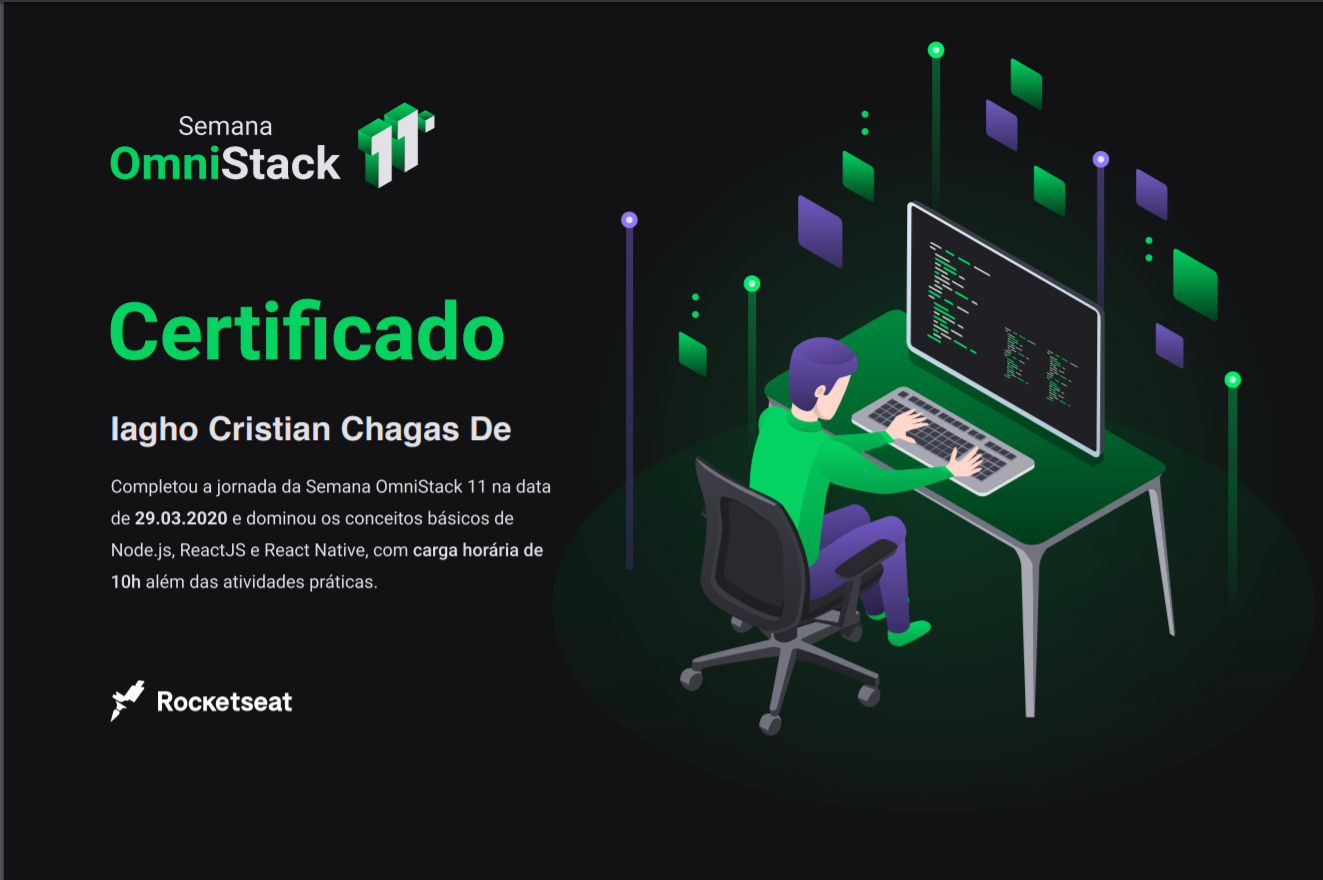 Semana
OmniStack 11
Certificado
Iagho Cristian Chagas De
Completou a jornada da Semana OmniStack 11 na data
de 29.03.2020 e dominou os conceitos básicos de
Node.js, ReactJS e React Native, com carga horária de
10h além das atividades práticas.
Rocketseat